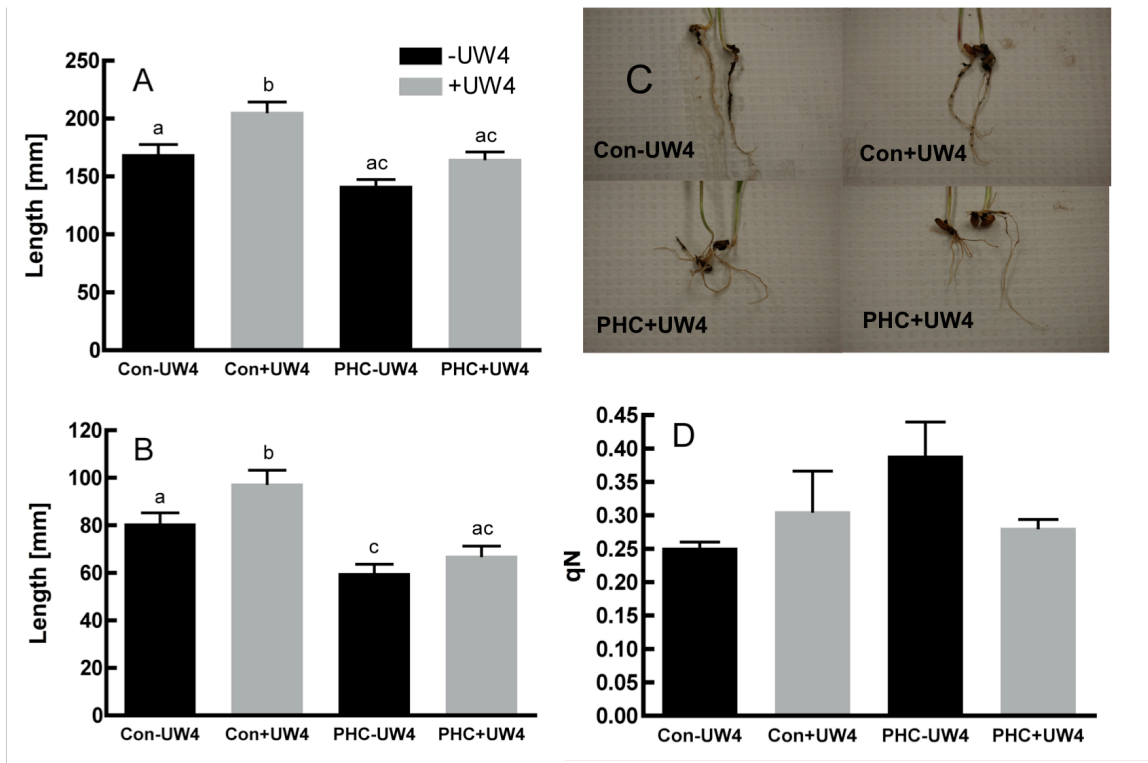 A
-UW4
+UW4
250
200
150
100
50
0
Length [mm]
a
b
ac
ac
Con-UW4
Con+UW4
PHC-UW4
PHC+UW4
C
Con-UW4
Con+UW4
PHC+UW4
PHC+UW4
B
120
100
80
60
40
20
0
Length [mm]
a
b
c
ac
Con-UW4
Con+UW4
PHC-UW4
PHC+UW4
D
0.45
0.40
0.35
0.30
0.25
0.20
0.15
0.10
0.05
0.00
qN
Con-UW4
Con+UW4
PHC-UW4
PHC+UW4